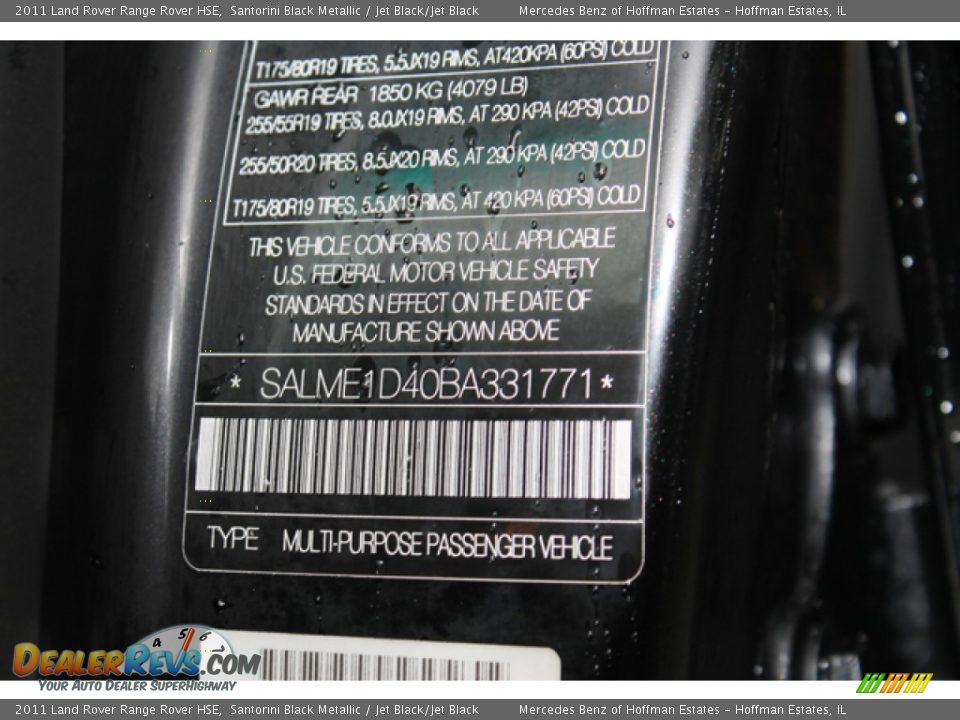 2011 Land Rover Range Rover HSE, Santorini Black Metallic / Jet Black/Jet Black Mercedes Benz of Hoffman Estates - Hoffman Estates, IL
T175/80R19 TIRES, 5.5JX19 RIMS, AT420KPA (60PSI) COLD
GAWR REAR 1850 KG (4079 LB)
255/55R19 TIRES, 8.0JX19 RIMS, AT 290 KPA (42PSI) COLD
255/50R20 TIRES, 8.5JX20 RIMS, AT 290 KPA (42PSI) COLD
T175/80R19 TIRES, 5.5JX19 RIMS, AT 420 KPA (60PSI) COLD
THIS VEHICLE CONFORMS TO ALL APPLICABLE
U.S. FEDERAL MOTOR VEHICLE SAFETY
STANDARDS IN EFFECT ON THE DATE OF
MANUFACTURE SHOWN ABOVE
* SALME1D40BA331771 *
TYPE MULTI-PURPOSE PASSENGER VEHICLE
4 5 6
DEALERREVS.COM
YOUR AUTO DEALER SUPERHIGHWAY
2011 Land Rover Range Rover HSE, Santorini Black Metallic / Jet Black/Jet Black Mercedes Benz of Hoffman Estates - Hoffman Estates, IL